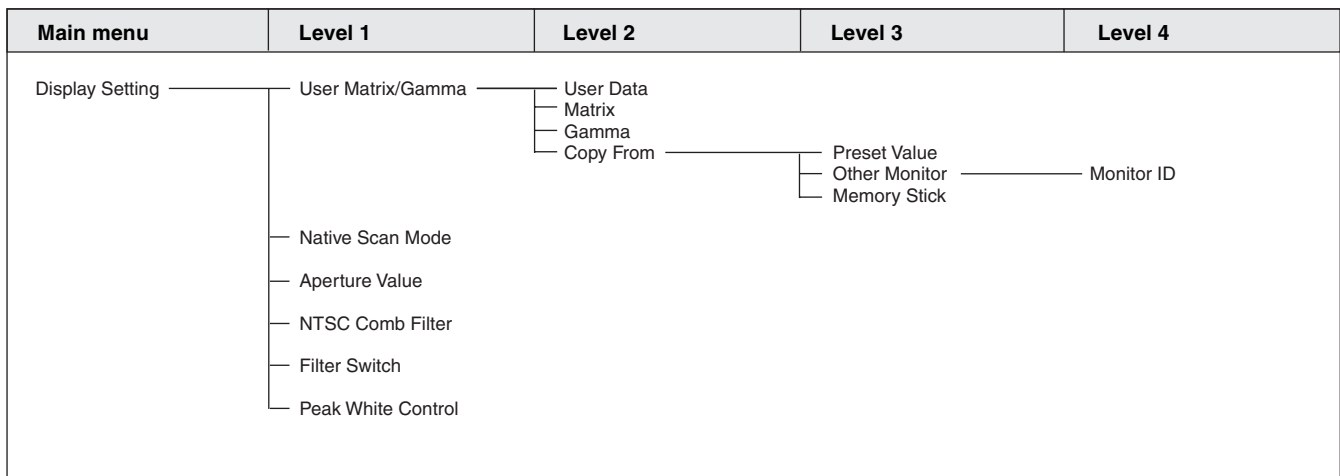 Main menu Level 1 Level 2 Level 3 Level 4
Display Setting User Matrix/Gamma User Data
Matrix
Gamma
Copy From Preset Value
Other Monitor Monitor ID
Memory Stick
Native Scan Mode
Aperture Value
NTSC Comb Filter
Filter Switch
Peak White Control